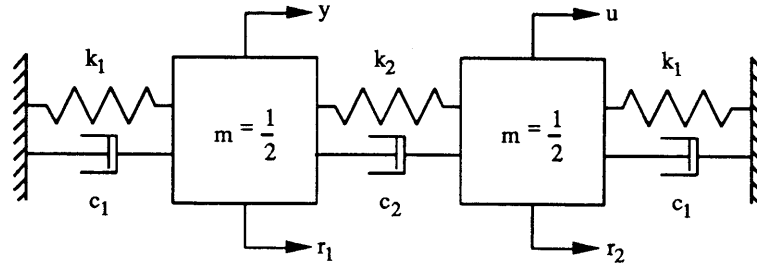 y
u
k₁
k₂
k₁
m = 1/2
m = 1/2
c₁
c₂
c₁
r₁
r₂